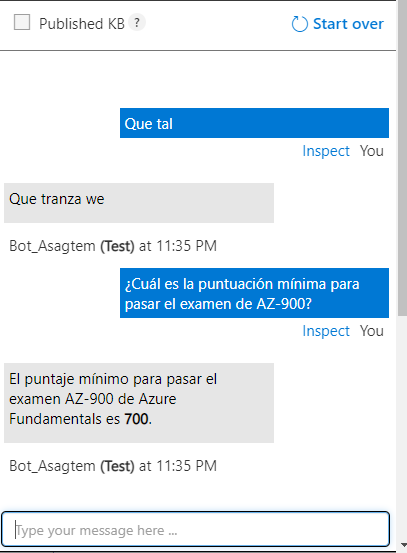 Published KB ? Start over
Que tal
Inspect You
Que tranza we
Bot_Asagtem (Test) at 11:35 PM
¿Cuál es la puntuación mínima para
pasar el examen de AZ-900?
Inspect You
El puntaje mínimo para pasar el
examen AZ-900 de Azure
Fundamentals es 700.
Bot_Asagtem (Test) at 11:35 PM
Type your message here ...